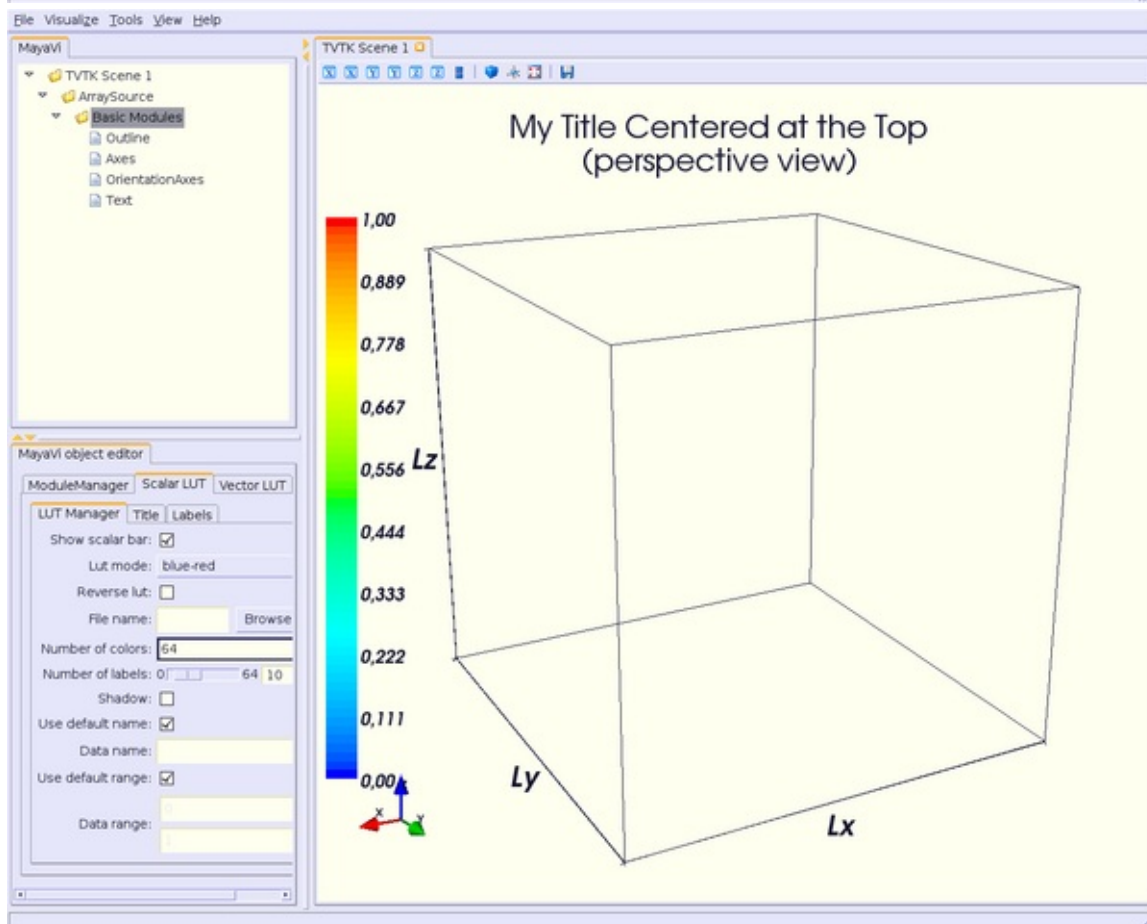 File Visualize Tools View Help
MayaVi
TVTK Scene 1
ArraySource
Basic Modules
Outline
Axes
OrientationAxes
Text
MayaVi object editor
ModuleManager Scalar LUT Vector LUT
LUT Manager Title Labels
Show scalar bar:
Lut mode: blue-red
Reverse lut:
File name: Browse
Number of colors: 64
Number of labels: 0 64 10
Shadow:
Use default name:
Data name:
Use default range:
0
Data range:
1
TVTK Scene 1
X X Y Y Z Z
My Title Centered at the Top
(perspective view)
1,00
0,889
0,778
0,667
0,556
0,444
0,333
0,222
0,111
0,00
Lz
Ly
Lx
X
Y